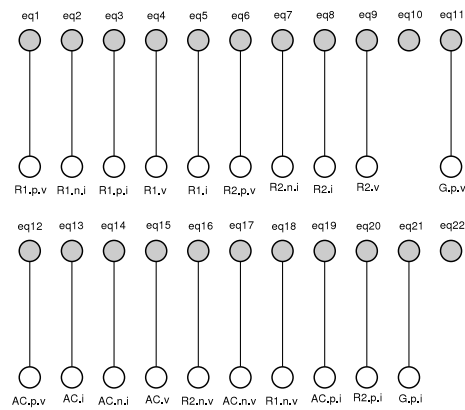 eq1 eq2 eq3 eq4 eq5 eq6 eq7 eq8 eq9 eq10 eq11
R1.p.v R1.n.i R1.p.i R1.v R1.i R2.p.v R2.n.i R2.i R2.v G.p.v
eq12 eq13 eq14 eq15 eq16 eq17 eq18 eq19 eq20 eq21 eq22
AC.p.v AC.i AC.n.i AC.v R2.n.v AC.n.v R1.n.v AC.p.i R2.p.i G.p.i